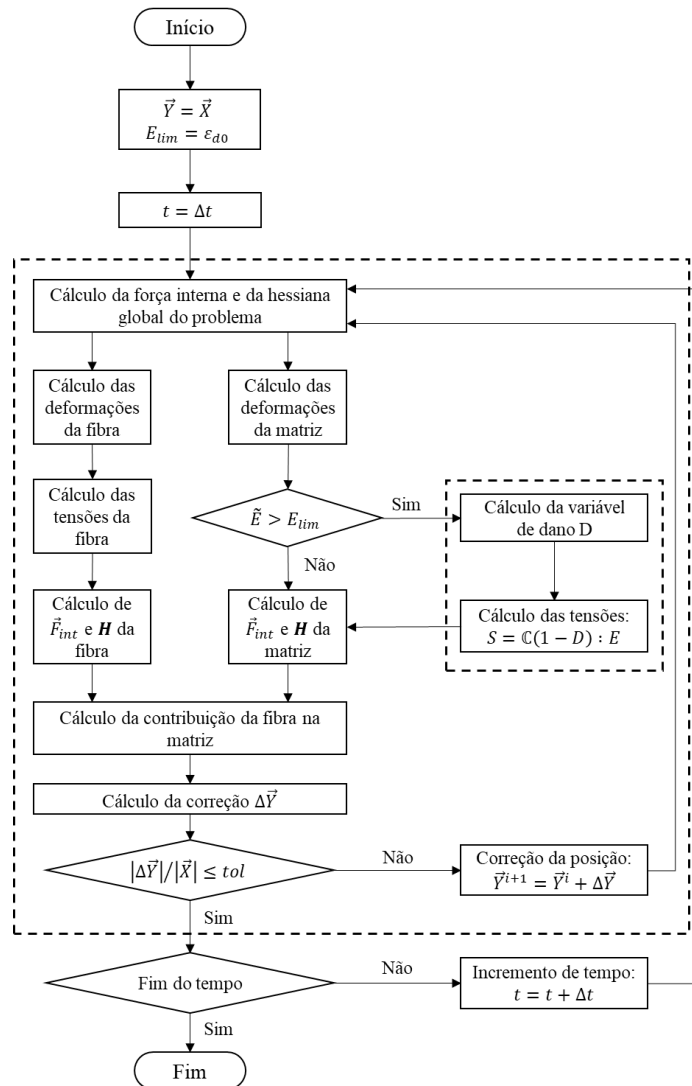 Início
$\vec{Y} = \vec{X}$
$E_{lim} = \varepsilon_{d0}$
$t = \Delta t$
Cálculo da força interna e da hessiana
global do problema
Cálculo das
deformações
da fibra
Cálculo das
deformações
da matriz
Cálculo das
tensões da
fibra
$\tilde{E} > E_{lim}$
Sim
Cálculo da variável
de dano D
Não
Cálculo de
$\vec{F}_{int}$ e $\boldsymbol{H}$ da
fibra
Cálculo de
$\vec{F}_{int}$ e $\boldsymbol{H}$ da
matriz
Cálculo das tensões:
$S = \mathbb{C}(1 - D) : E$
Cálculo da contribuição da fibra na
matriz
Cálculo da correção $\Delta\vec{Y}$
$|\Delta\vec{Y}|/|\vec{X}| \leq tol$
Não
Correção da posição:
$\vec{Y}^{i+1} = \vec{Y}^{i} + \Delta\vec{Y}$
Sim
Fim do tempo
Não
Incremento de tempo:
$t = t + \Delta t$
Sim
Fim